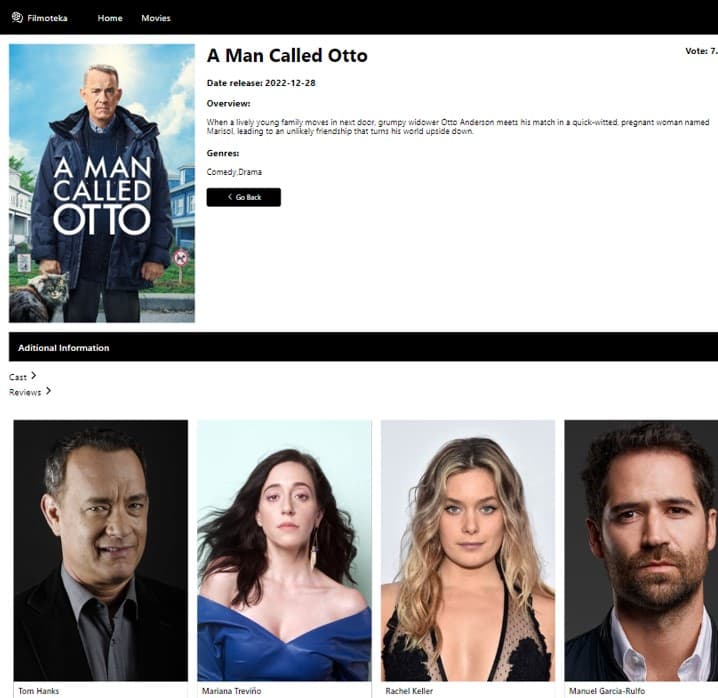 Filmoteka Home Movies
A MAN
CALLED
OTTO
A Man Called Otto
Vote: 7.
Date release: 2022-12-28
Overview:
When a lively young family moves in next door, grumpy widower Otto Anderson meets his match in a quick-witted, pregnant woman named
Marisol, leading to an unlikely friendship that turns his world upside down.
Genres:
Comedy,Drama
Go Back
Aditional Information
Cast
Reviews
Tom Hanks
Mariana Treviño
Rachel Keller
Manuel Garcia-Rulfo